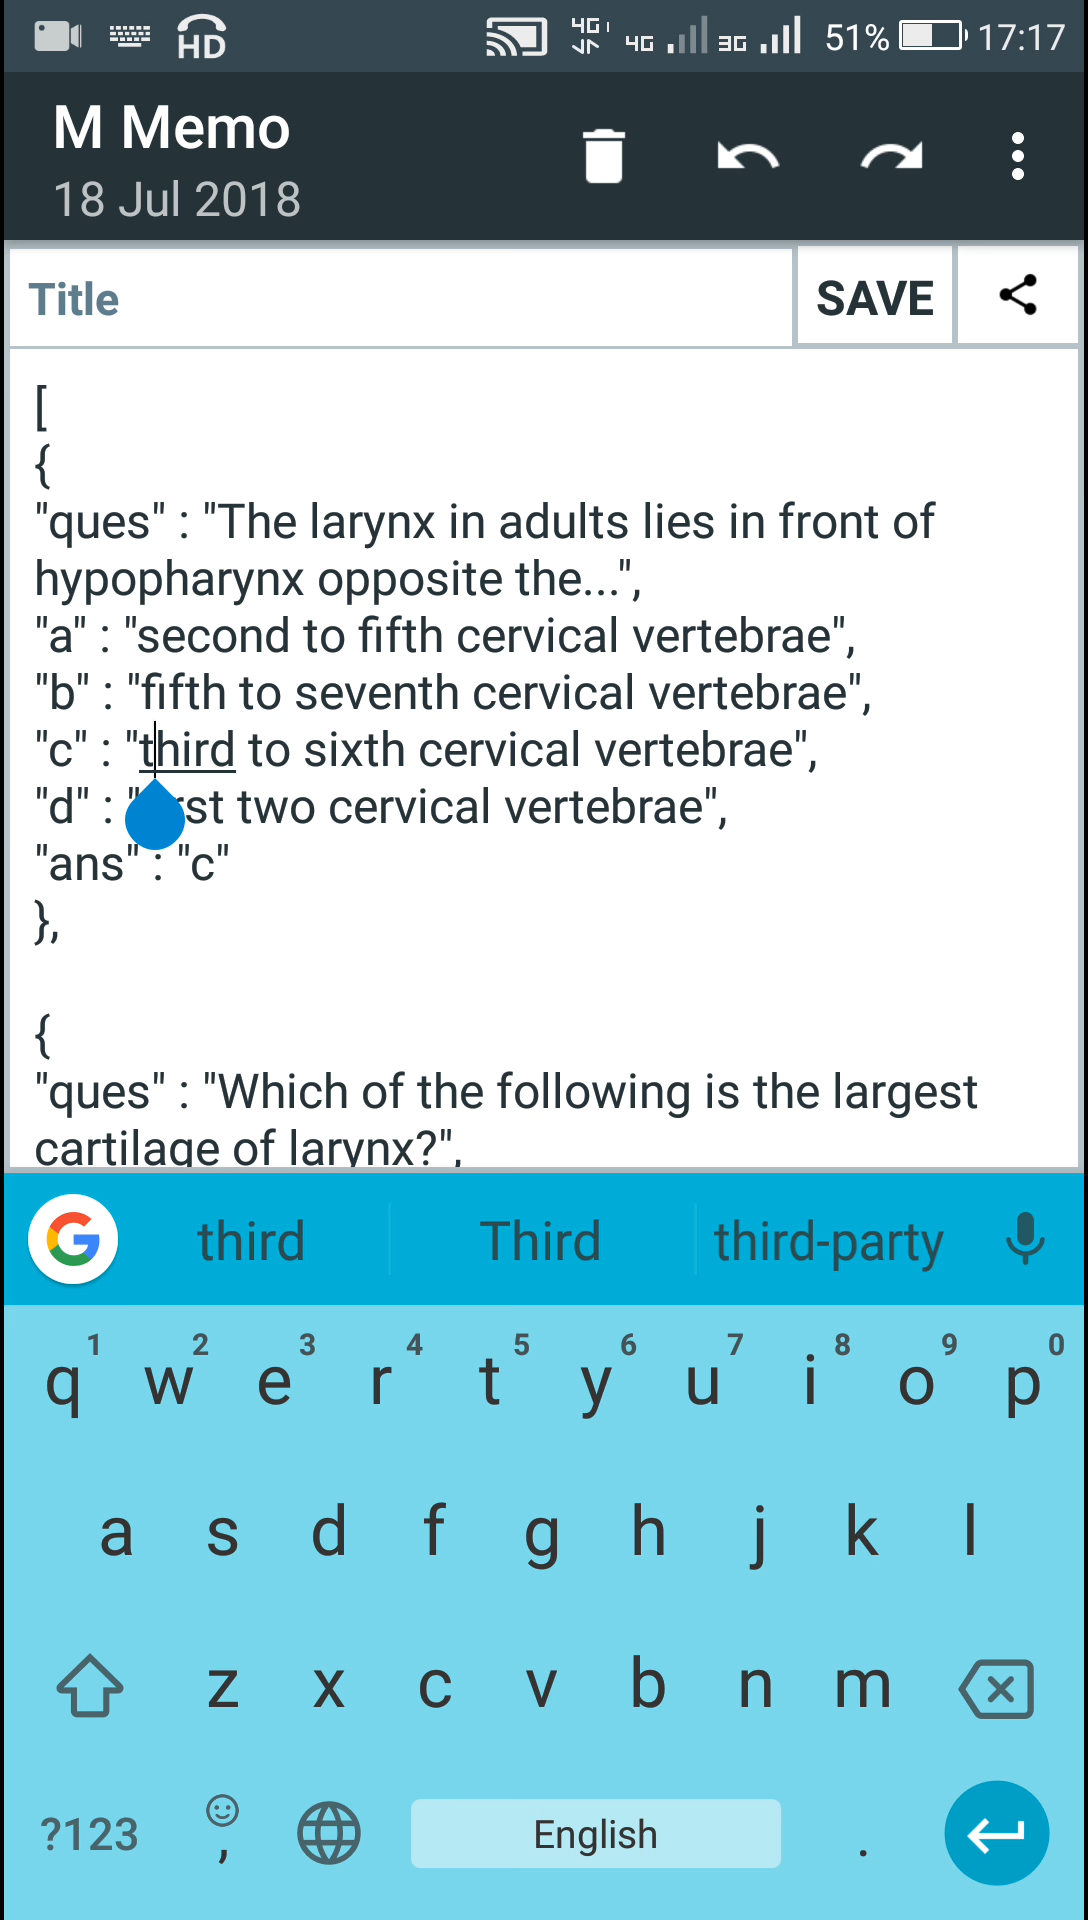 HD 4G 4G 3G 51% 17:17
M Memo
18 Jul 2018
Title SAVE
[
{
"ques" : "The larynx in adults lies in front of
hypopharynx opposite the...",
"a" : "second to fifth cervical vertebrae",
"b" : "fifth to seventh cervical vertebrae",
"c" : "third to sixth cervical vertebrae",
"d" : " rst two cervical vertebrae",
"ans" : "c"
},
{
"ques" : "Which of the following is the largest
cartilage of larynx?",
third Third third-party
1 2 3 4 5 6 7 8 9 0
q w e r t y u i o p
a s d f g h j k l
z x c v b n m
?123 , English .